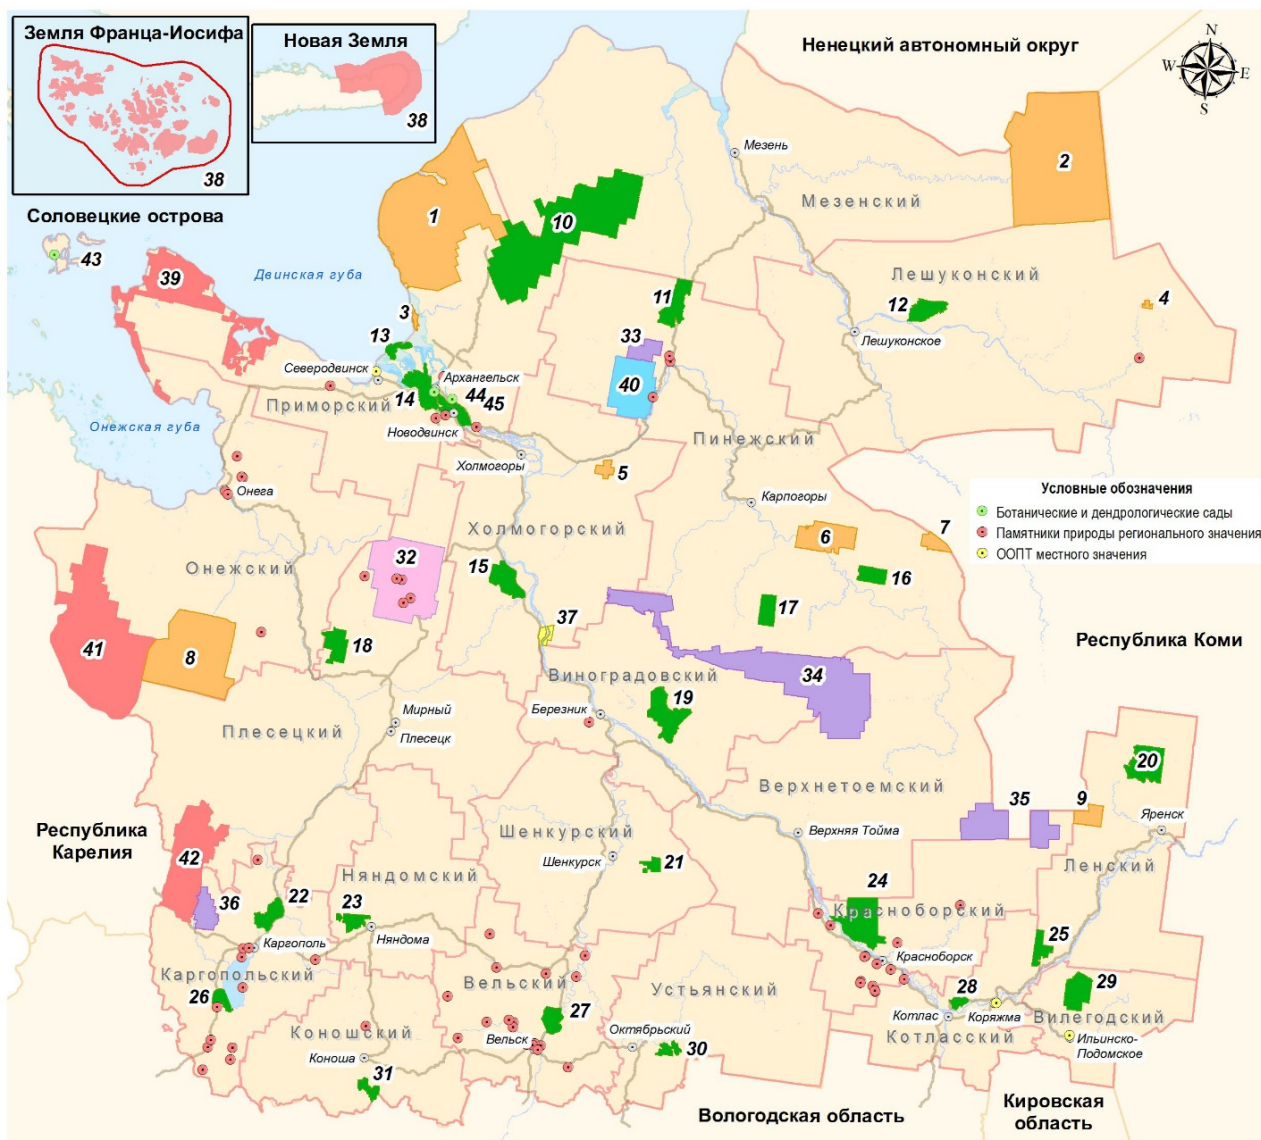 Земля Франца-Иосифа
38
Новая Земля
38
Ненецкий автономный округ
N
W E
S
Мезень
2
1
10
Мезенский
Соловецкие острова
43
39
Двинская губа
Лешуконский
11
12
4
3
13
33
Лешуконское
Северодвинск
Архангельск
40
14
44
45
Приморский
Новодвинск
Онежская губа
Пинежский
Холмогоры
5
Онега
Карпогоры
Условные обозначения
Ботанические и дендрологические сады
Памятники природы регионального значения
ООПТ местного значения
Холмогорский
6
7
32
Онежский
15
16
17
37
18
41
8
Республика Коми
34
Виноградовский
19
Березник
Мирный
Плесецк
Плесецкий
20
Верхнетоемский
35
9
Яренск
Республика
Карелия
Шенкурский
Верхняя Тойма
42
Шенкурск
21
Ленский
Няндомский
36
22
23
24
Красноборский
Каргополь
Няндома
25
Красноборск
Каргопольский
Вельский
Устьянский
26
27
28
29
Котлас
Коряжма
Вилегодский
Коношский
Октябрьский
Вельск
30
Котласский
Ильинско-
Подомское
Коноша
31
Вологодская область
Кировская
область